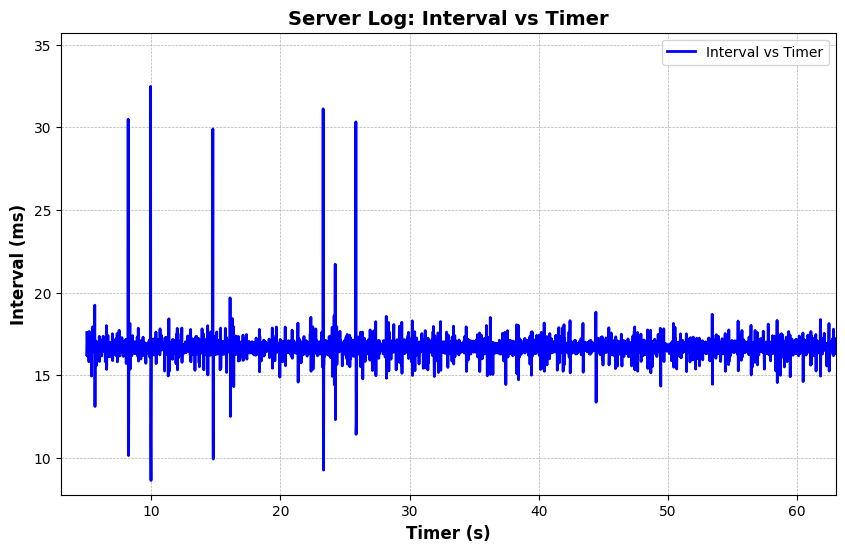 Server Log: Interval vs Timer
Interval vs Timer
35
30
25
20
15
10
Interval (ms)
10 20 30 40 50 60
Timer (s)